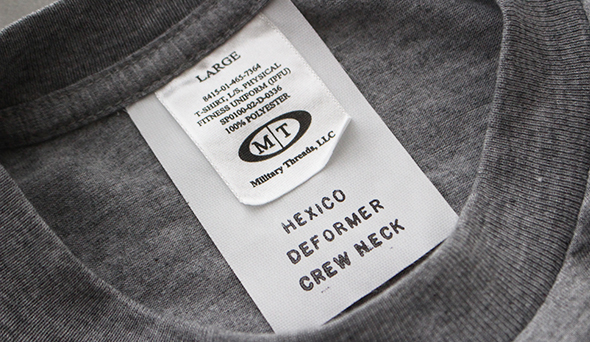 LARGE
8415-01-465-7364
T-SHIRT, L/S, PHYSICAL
FITNESS UNIFORM (IPFU)
SP0100-02-D-0336
100% POLYESTER
M T
Military Threads, LLC
HEXICO
DEFORMER
CREW NECK